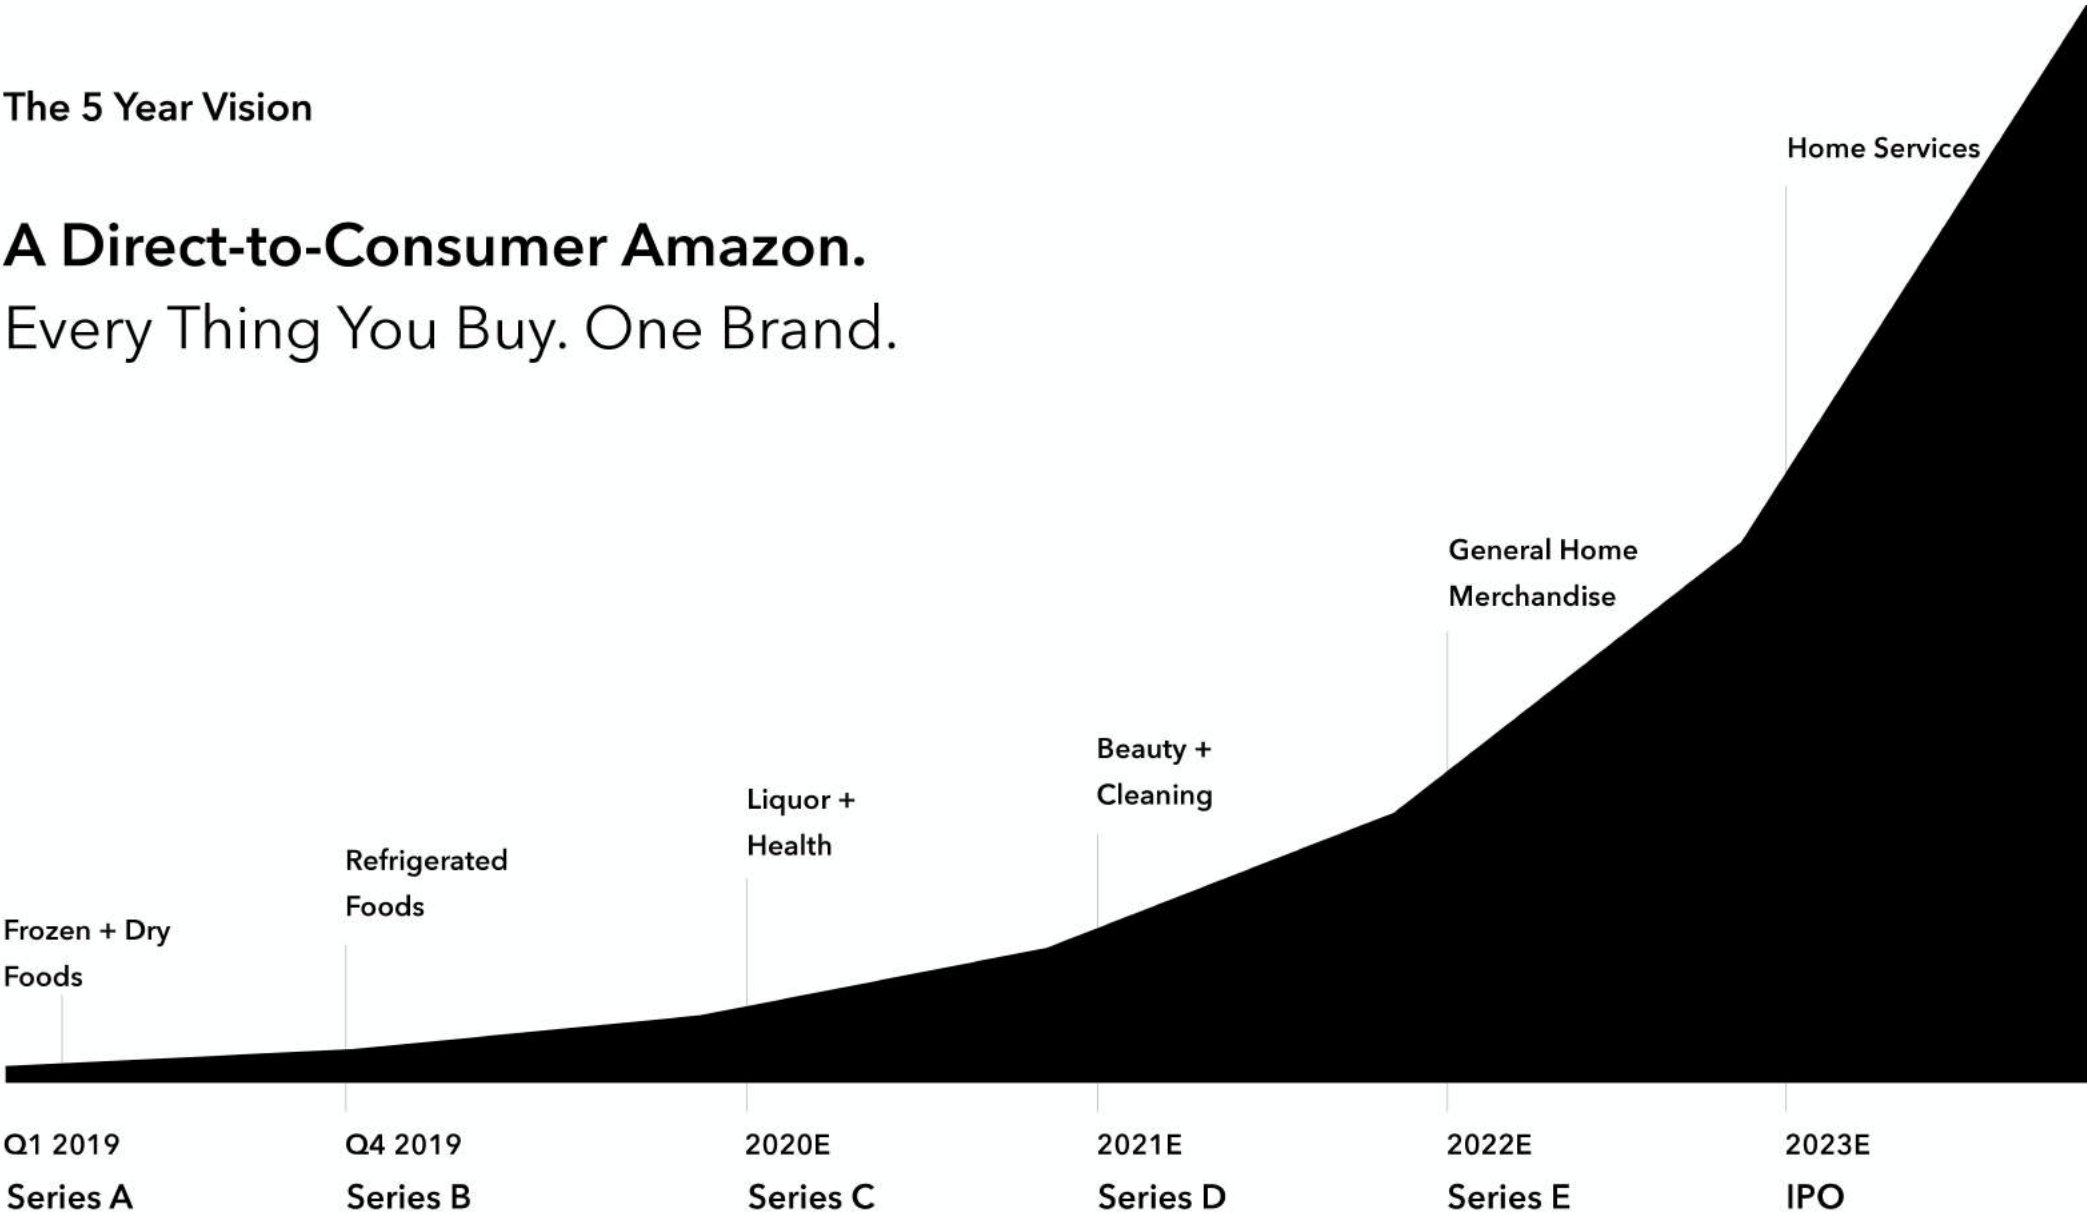 The 5 Year Vision
A Direct-to-Consumer Amazon.
Every Thing You Buy. One Brand.
Home Services
General Home
Merchandise
Beauty +
Cleaning
Liquor +
Health
Refrigerated
Foods
Frozen + Dry
Foods
Q1 2019
Series A
Q4 2019
Series B
2020E
Series C
2021E
Series D
2022E
Series E
2023E
IPO